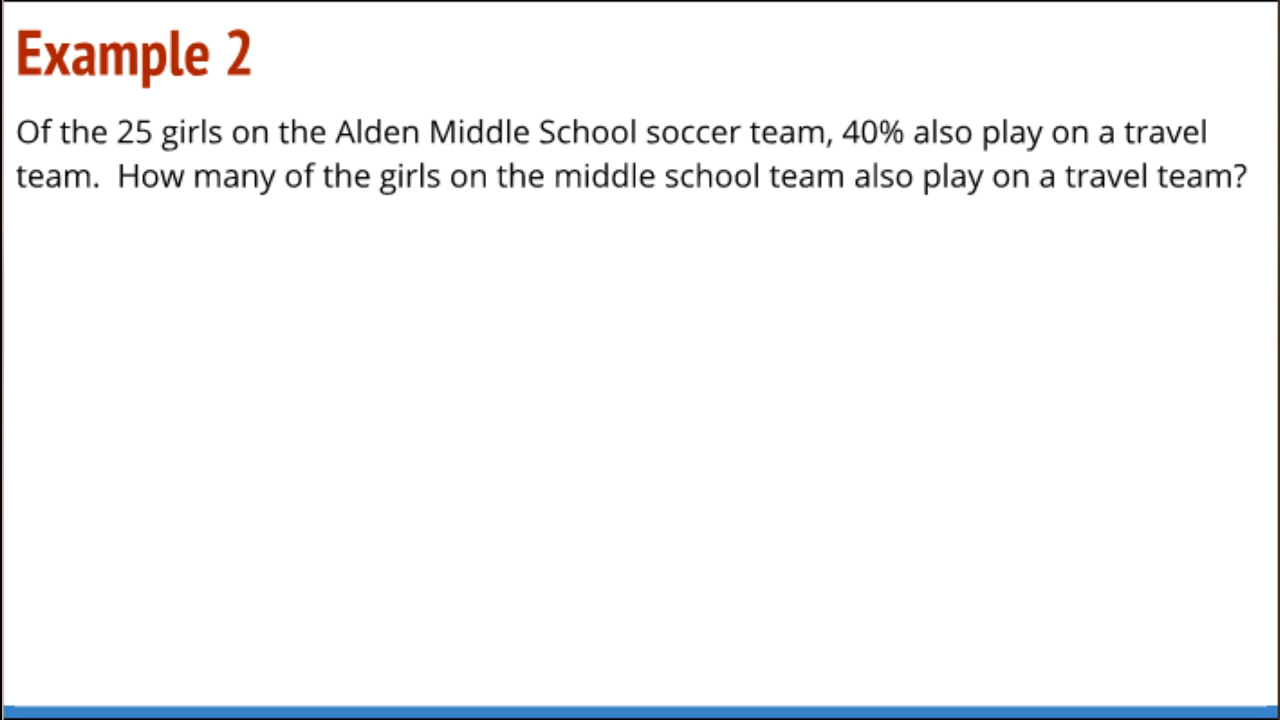 Example 2
Of the 25 girls on the Alden Middle School soccer team, 40% also play on a travel
team.  How many of the girls on the middle school team also play on a travel team?